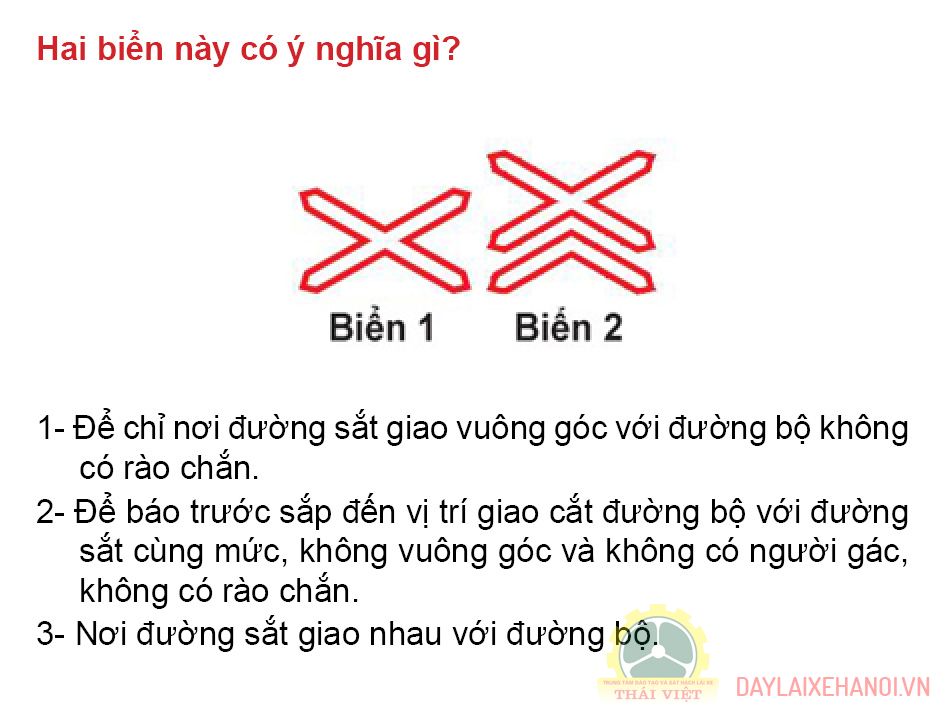 Hai biển này có ý nghĩa gì?
Biển 1
Biển 2
1- Để chỉ nơi đường sắt giao vuông góc với đường bộ không
có rào chắn.
2- Để báo trước sắp đến vị trí giao cắt đường bộ với đường
sắt cùng mức, không vuông góc và không có người gác,
không có rào chắn.
3- Nơi đường sắt giao nhau với đường bộ.
TRUNG TÂM ĐÀO TẠO VÀ SÁT HẠCH LÁI XE
THÁI VIỆT
DAYLAIXEHANOI.VN